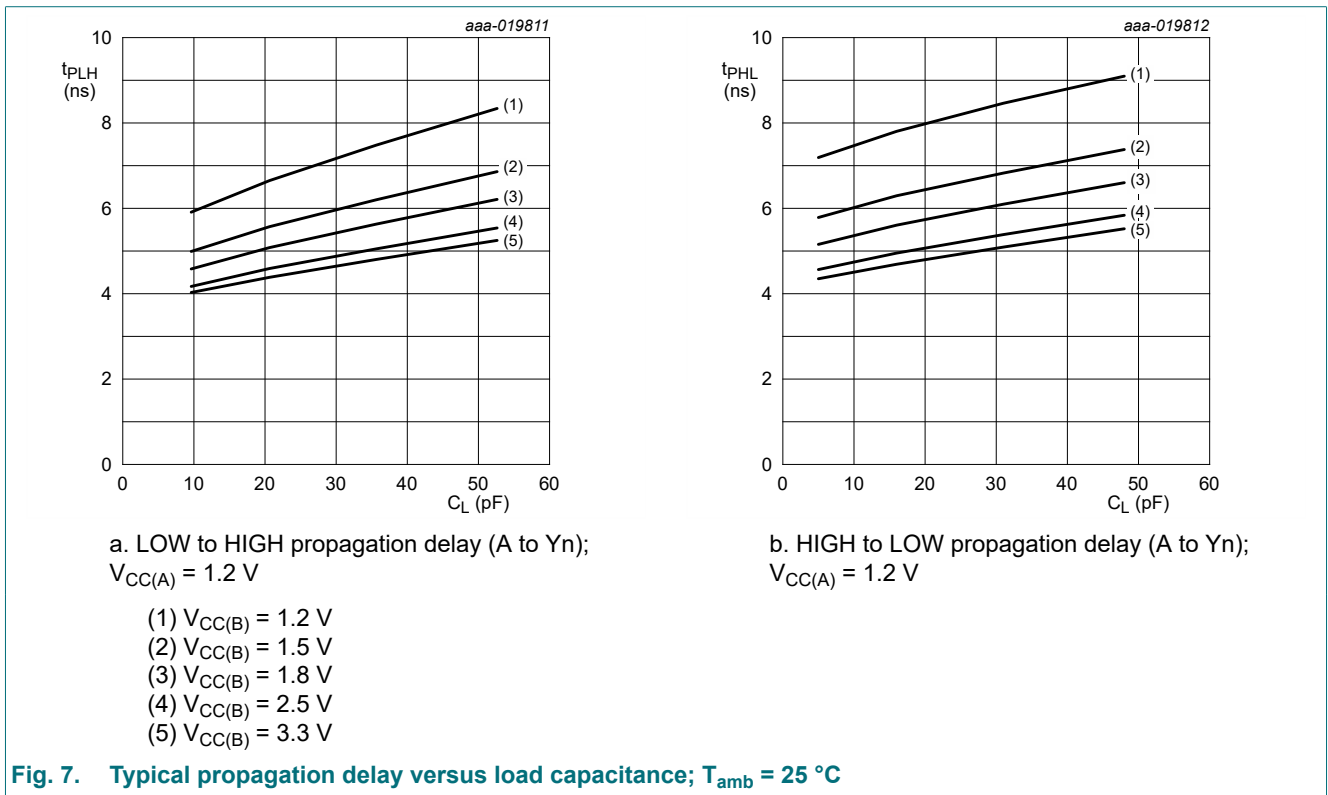 aaa-019811
10
8
6
4
2
0
tPLH
(ns)
(1)
(2)
(3)
(4)
(5)
0 10 20 30 40 50 60
CL (pF)
a. LOW to HIGH propagation delay (A to Yn);
VCC(A) = 1.2 V
(1) VCC(B) = 1.2 V
(2) VCC(B) = 1.5 V
(3) VCC(B) = 1.8 V
(4) VCC(B) = 2.5 V
(5) VCC(B) = 3.3 V
aaa-019812
10
8
6
4
2
0
tPHL
(ns)
(1)
(2)
(3)
(4)
(5)
0 10 20 30 40 50 60
CL (pF)
b. HIGH to LOW propagation delay (A to Yn);
VCC(A) = 1.2 V
Fig. 7. Typical propagation delay versus load capacitance; Tamb = 25 °C